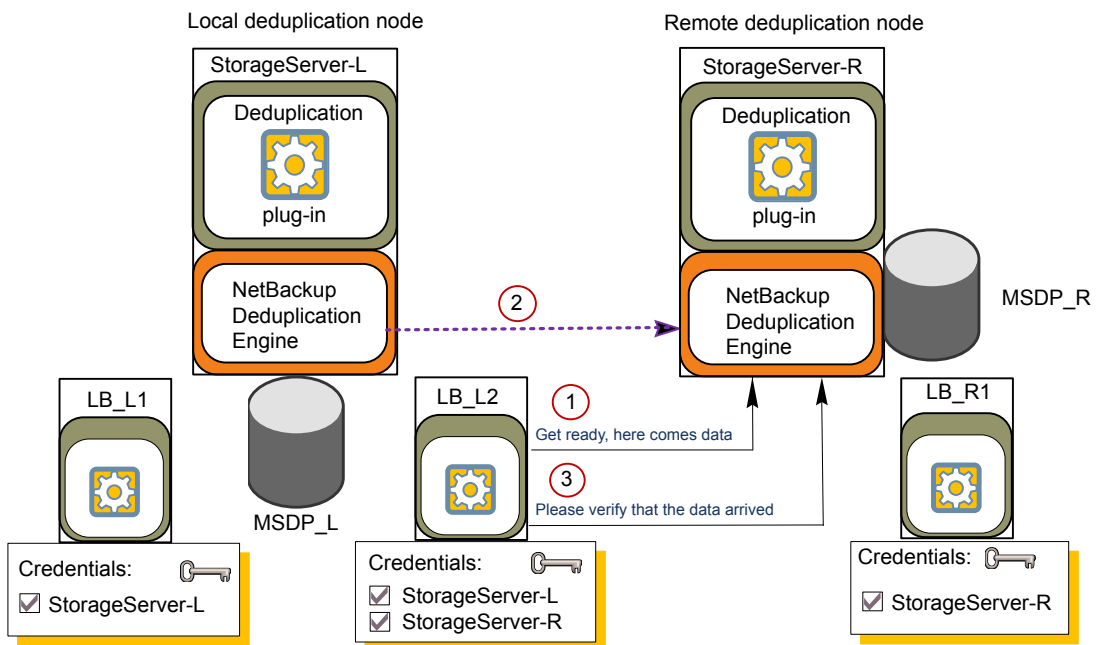 Local deduplication node
Remote deduplication node
StorageServer-L
Deduplication
plug-in
NetBackup
Deduplication
Engine
StorageServer-R
Deduplication
plug-in
NetBackup
Deduplication
Engine
2
MSDP_R
MSDP_L
LB_L1
LB_L2
1
Get ready, here comes data
3
Please verify that the data arrived
LB_R1
Credentials:
StorageServer-L
Credentials:
StorageServer-L
StorageServer-R
Credentials:
StorageServer-R